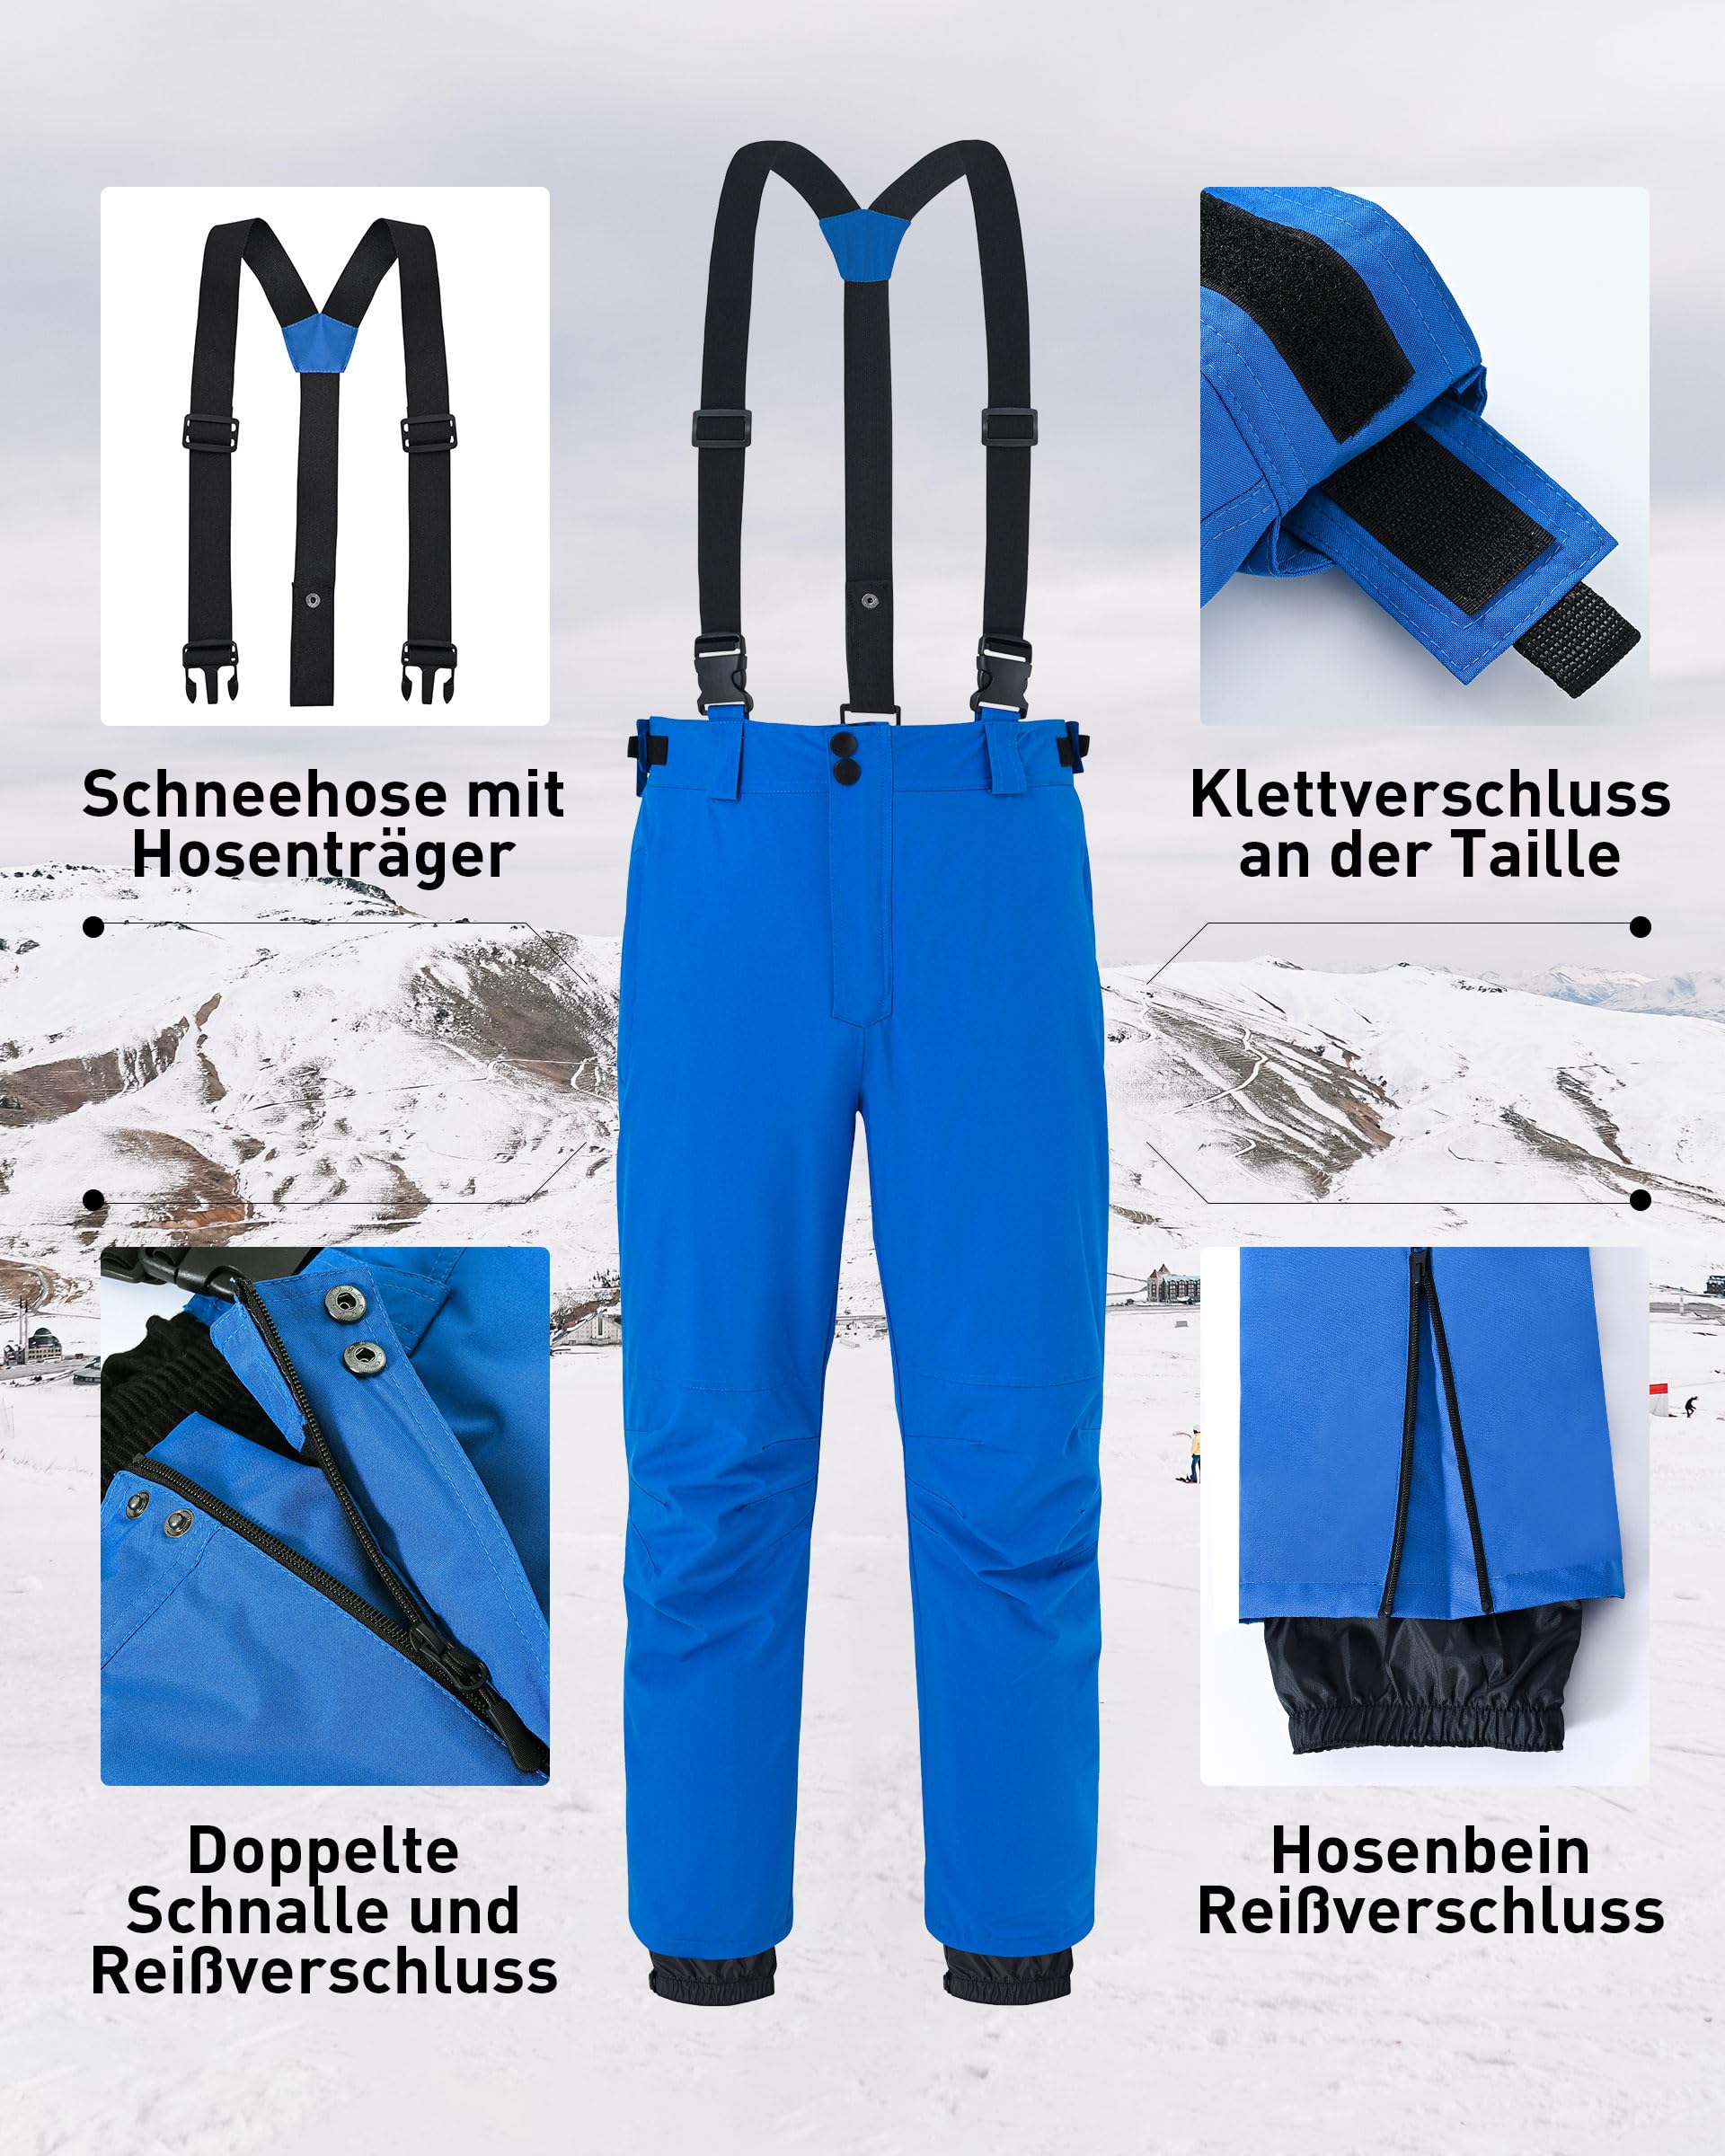 Schneehose mit
Hosenträger
Klettverschluss
an der Taille
Doppelte
Schnalle und
Reißverschluss
Hosenbein
Reißverschluss